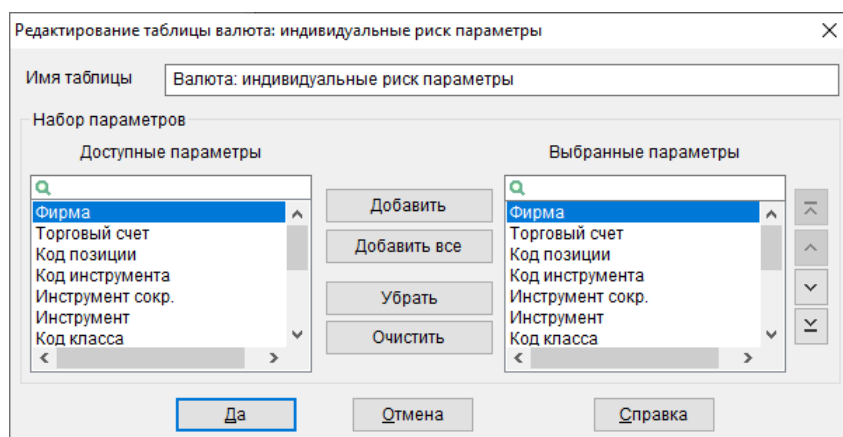 Редактирование таблицы валюта: индивидуальные риск параметры
Имя таблицы Валюта: индивидуальные риск параметры
Набор параметров
Доступные параметры Выбранные параметры
Фирма Добавить Фирма
Торговый счет Торговый счет
Код позиции Добавить все Код позиции
Код инструмента Код инструмента
Инструмент сокр. Убрать Инструмент сокр.
Инструмент Инструмент
Код класса Очистить Код класса
Да Отмена Справка